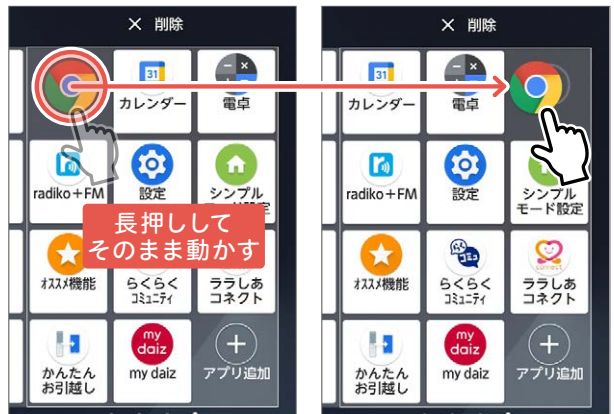 × 削除
31
カレンダー
電卓
radiko+FM
設定
シンプル
長押しして
そのまま動かす
オススメ機能
らくらく
コミュニティ
ララしあ
コネクト
かんたん
お引越し
my
daiz
my daiz
アプリ追加
× 削除
31
カレンダー
電卓
radiko+FM
設定
シンプル
モード設定
オススメ機能
らくらく
コミュニティ
connect
ララしあ
コネクト
かんたん
お引越し
my
daiz
my daiz
アプリ追加